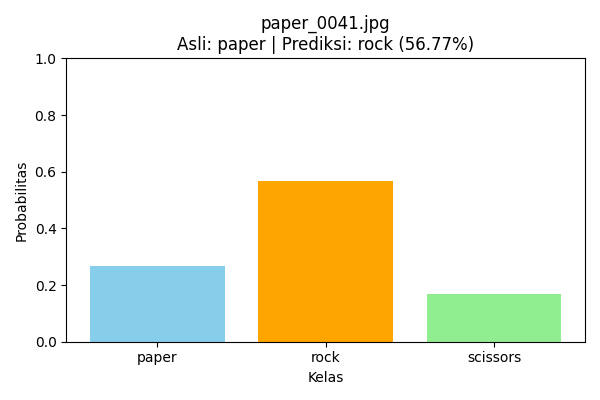 paper_0041.jpg
Asli: paper | Prediksi: rock (56.77%)
1.0
0.8
0.6
0.4
0.2
0.0
Probabilitas
paper rock scissors
Kelas